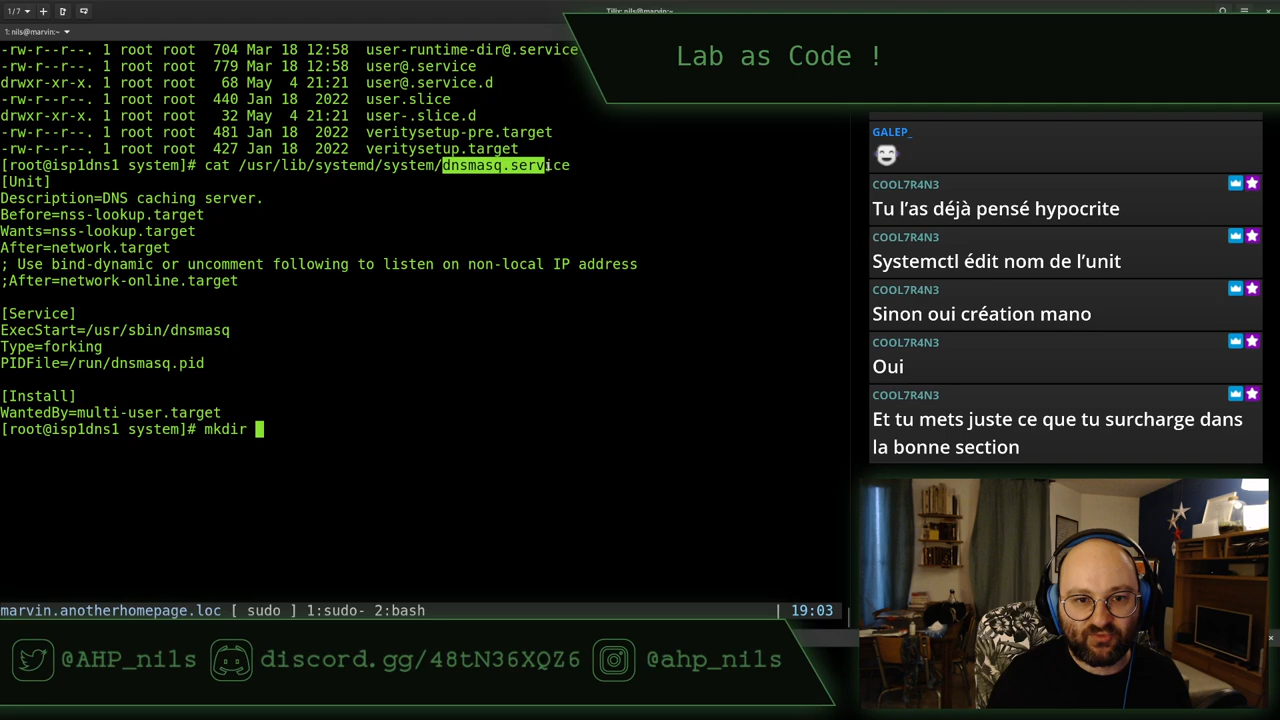 1/7
Tilix: nils@marvin:~
1: nils@marvin:~
-rw-r--r--. 1 root root  704 Mar 18 12:58  user-runtime-dir@.service
-rw-r--r--. 1 root root  779 Mar 18 12:58  user@.service
drwxr-xr-x. 1 root root   68 May  4 21:21  user@.service.d
-rw-r--r--. 1 root root  440 Jan 18  2022  user.slice
drwxr-xr-x. 1 root root   32 May  4 21:21  user-.slice.d
-rw-r--r--. 1 root root  481 Jan 18  2022  veritysetup-pre.target
-rw-r--r--. 1 root root  427 Jan 18  2022  veritysetup.target
[root@isp1dns1 system]# cat /usr/lib/systemd/system/dnsmasq.service
[Unit]
Description=DNS caching server.
Before=nss-lookup.target
Wants=nss-lookup.target
After=network.target
; Use bind-dynamic or uncomment following to listen on non-local IP address
;After=network-online.target
[Service]
ExecStart=/usr/sbin/dnsmasq
Type=forking
PIDFile=/run/dnsmasq.pid
[Install]
WantedBy=multi-user.target
[root@isp1dns1 system]# mkdir
marvin.anotherhomepage.loc [ sudo ] 1:sudo- 2:bash | 19:03
Lab as Code !
GALEP_
COOL7R4N3
Tu l’as déjà pensé hypocrite
COOL7R4N3
Systemctl édit nom de l’unit
COOL7R4N3
Sinon oui création mano
COOL7R4N3
Oui
COOL7R4N3
Et tu mets juste ce que tu surcharge dans
la bonne section
@AHP_nils discord.gg/48tN36XQZ6 @ahp_nils